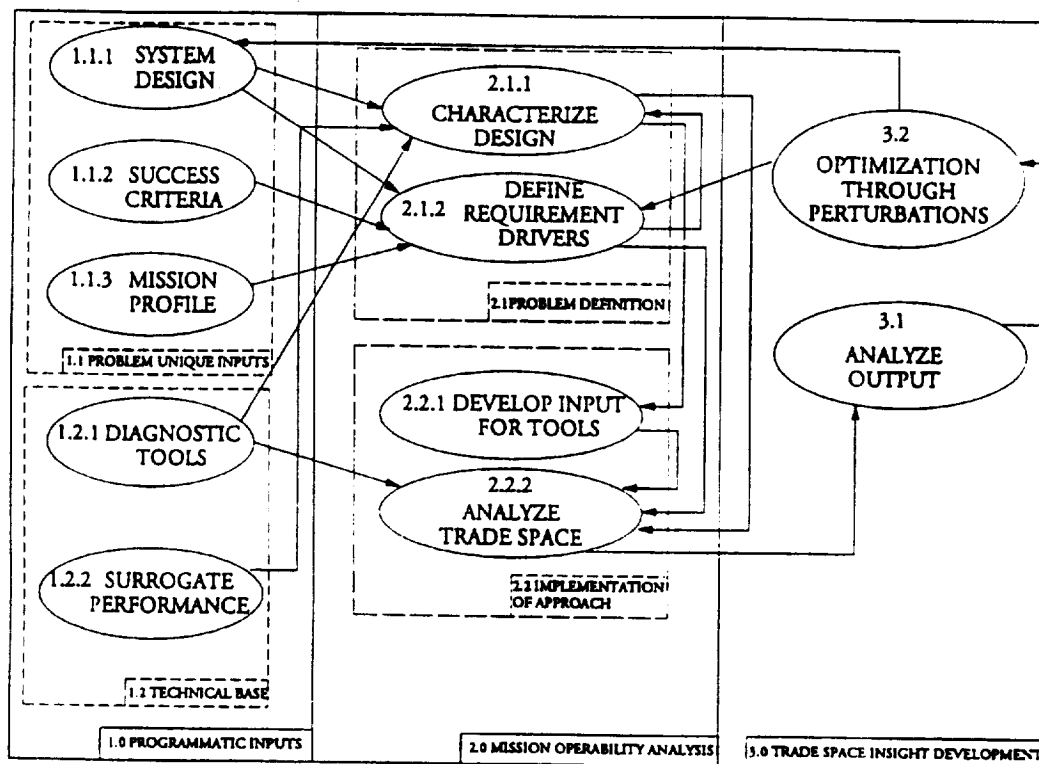 1.1.1 SYSTEM
DESIGN
1.1.2 SUCCESS
CRITERIA
1.1.3 MISSION
PROFILE
1.1 PROBLEM UNIQUE INPUTS
1.2.1 DIAGNOSTIC
TOOLS
1.2.2 SURROGATE
PERFORMANCE
1.2 TECHNICAL BASE
1.0 PROGRAMMATIC INPUTS
2.1.1
CHARACTERIZE
DESIGN
2.1.2 DEFINE
REQUIREMENT
DRIVERS
2.1 PROBLEM DEFINITION
2.2.1 DEVELOP INPUT
FOR TOOLS
2.2.2
ANALYZE
TRADE SPACE
2.2 IMPLEMENTATION
OF APPROACH
2.0 MISSION OPERABILITY ANALYSIS
3.2
OPTIMIZATION
THROUGH
PERTURBATIONS
3.1
ANALYZE
OUTPUT
3.0 TRADE SPACE INSIGHT DEVELOPMENT